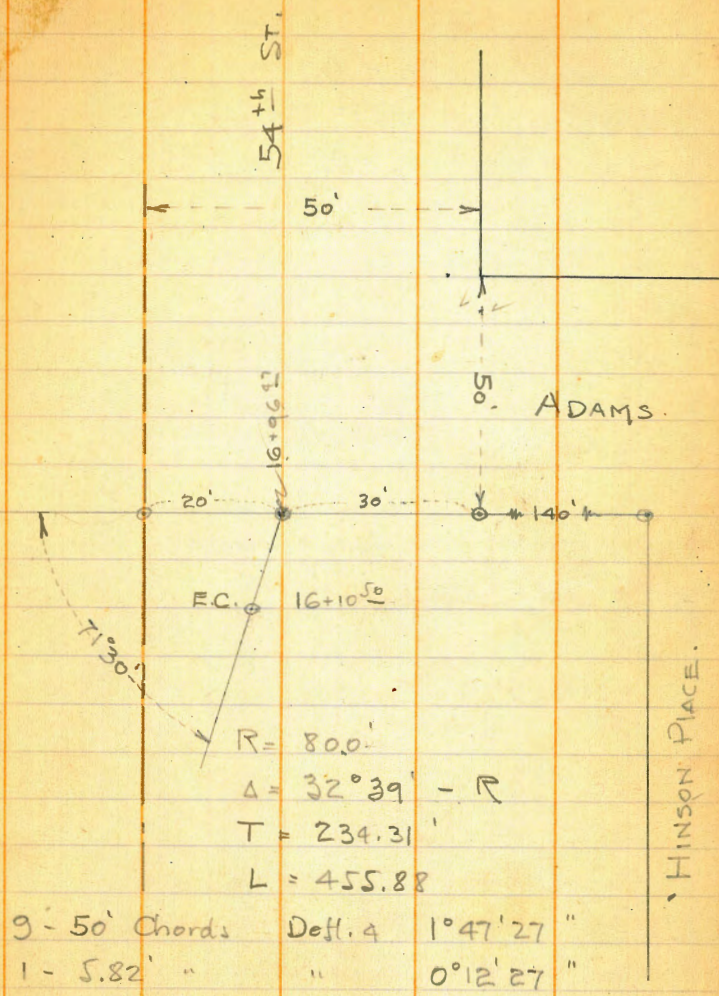 54th St.
50'
50'
ADAMS.
16+96 47
20'
30'
140'
E.C. 16+10 50
71°30'
R = 800'
Δ = 32°39' - R
T = 234.31'
L = 455.88
HINSON PLACE.
9 - 50' Chords Defl. 4 1°47'27"
1 - 5.82' " " 0°12'27"